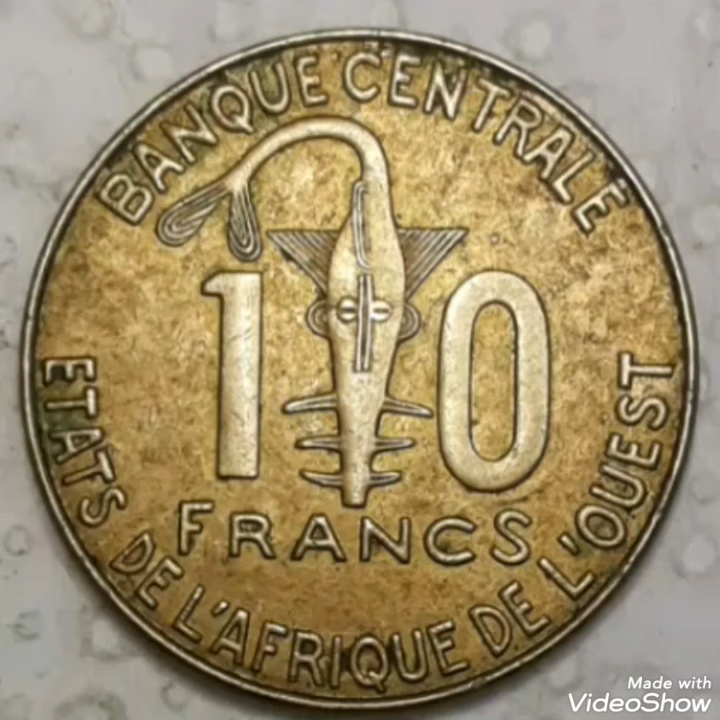 BANQUE CENTRALE
10
FRANCS
ETATS DE L'AFRIQUE DE L'OUEST
Made with
VideoShow